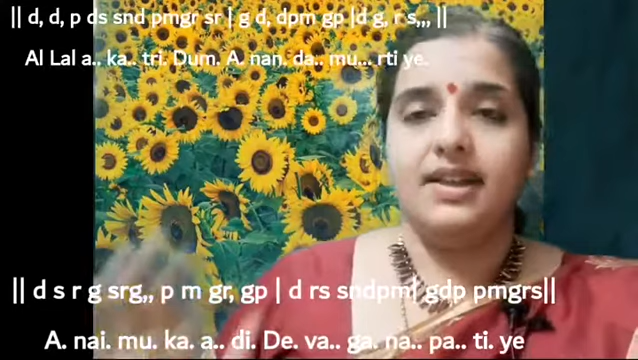 || d, d, p ds snd pmgr sr | g d, dpm gp |d g, r s,,, ||
Al Lal a.. ka.. tri. Dum. A. nan. da.. mu... rti ye.
|| d s r g srg,, p m gr, gp | d rs sndpm| gdp pmgrs||
A. nai. mu. ka. a.. di. De. va.. ga. na.. pa.. ti. ye